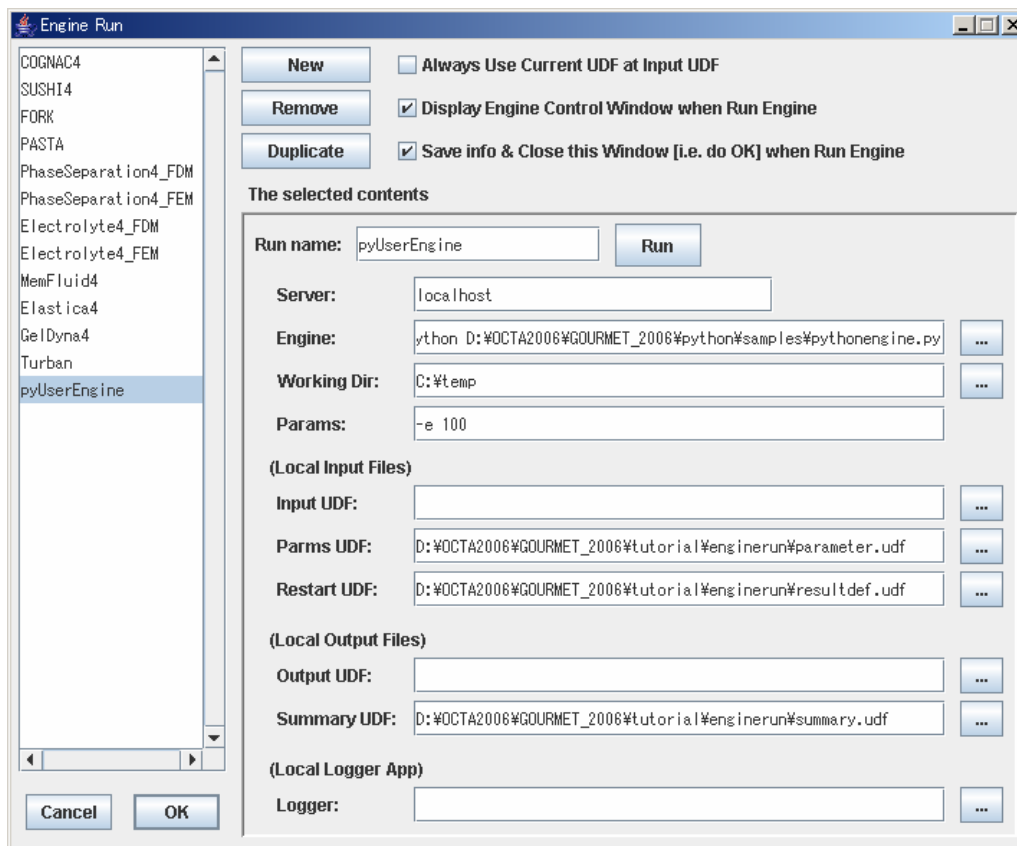 Engine Run
COGNAC4
SUSHI4
FORK
PASTA
PhaseSeparation4_FDM
PhaseSeparation4_FEM
Electrolyte4_FDM
Electrolyte4_FEM
MemFluid4
Elastica4
GelDyna4
Turban
pyUserEngine
Cancel
OK
New
Always Use Current UDF at Input UDF
Remove
Display Engine Control Window when Run Engine
Duplicate
Save info & Close this Window [i.e. do OK] when Run Engine
The selected contents
Run name: pyUserEngine Run
Server: localhost
Engine: ython D:¥OCTA2006¥GOURMET_2006¥python¥samples¥pythonengine.py ...
Working Dir: C:¥temp ...
Params: -e 100
(Local Input Files)
Input UDF: ...
Parms UDF: D:¥OCTA2006¥GOURMET_2006¥tutorial¥enginerun¥parameter.udf ...
Restart UDF: D:¥OCTA2006¥GOURMET_2006¥tutorial¥enginerun¥resultdef.udf ...
(Local Output Files)
Output UDF: ...
Summary UDF: D:¥OCTA2006¥GOURMET_2006¥tutorial¥enginerun¥summary.udf ...
(Local Logger App)
Logger: ...